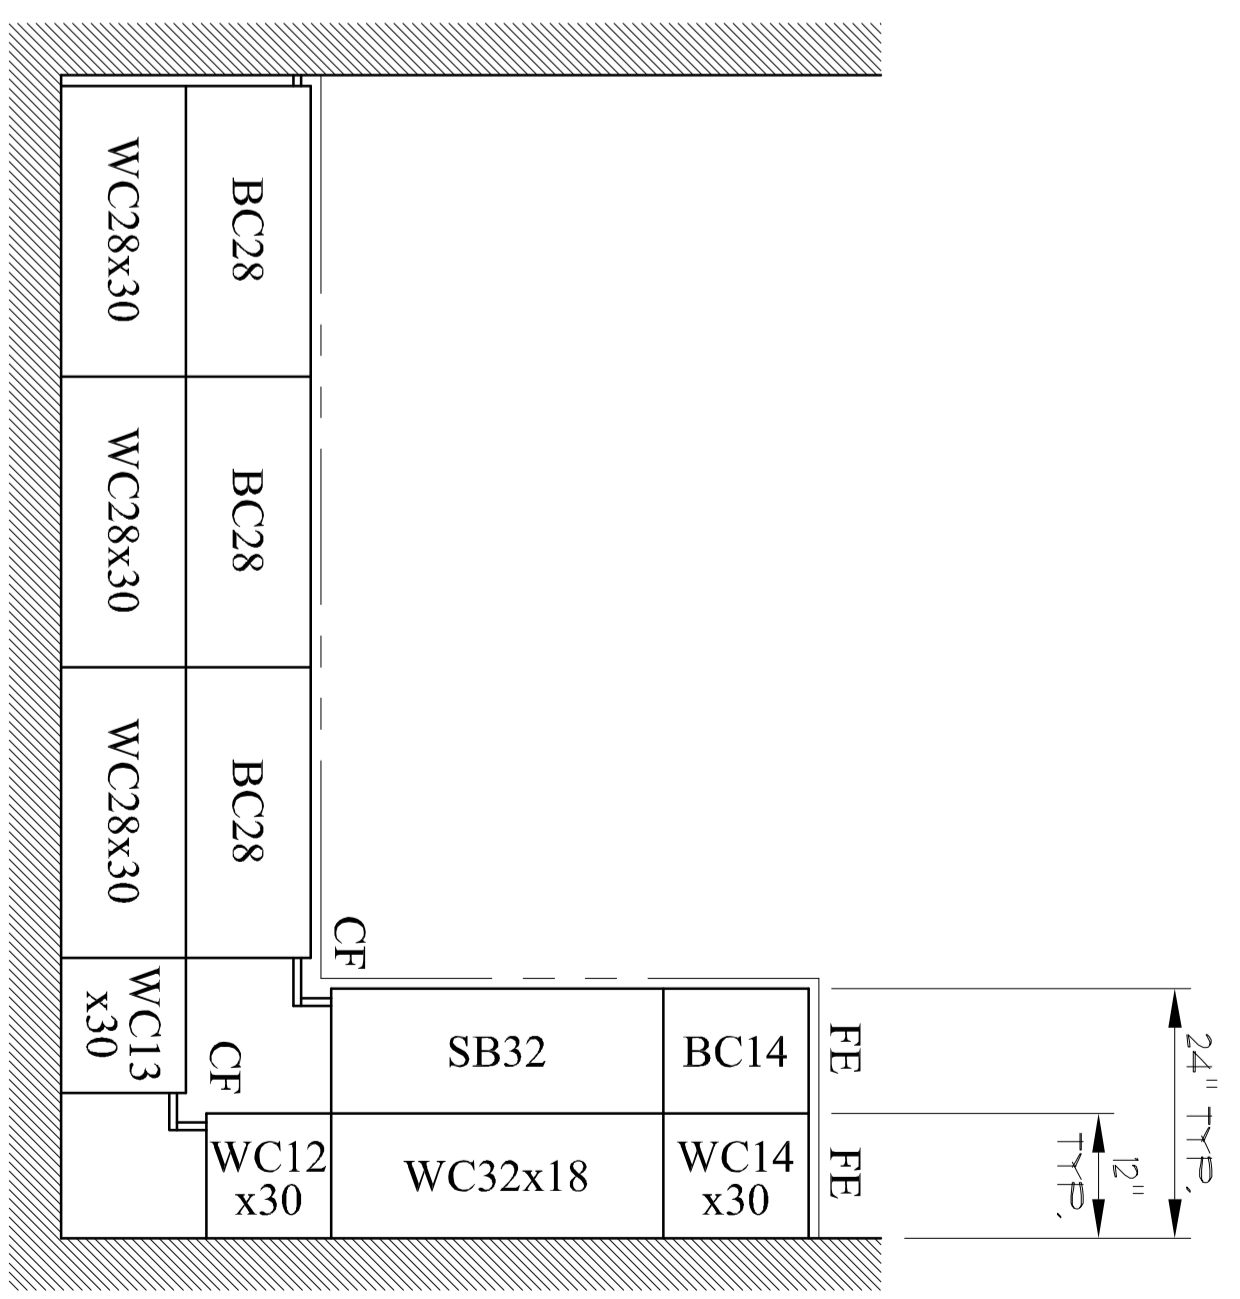 WC28x30
BC28
WC28x30
BC28
WC28x30
BC28
CF
WC13
x30
CF
SB32
BC14
FE
24" TYP.
WC12
x30
WC32x18
WC14
x30
FE
12"
TYP.